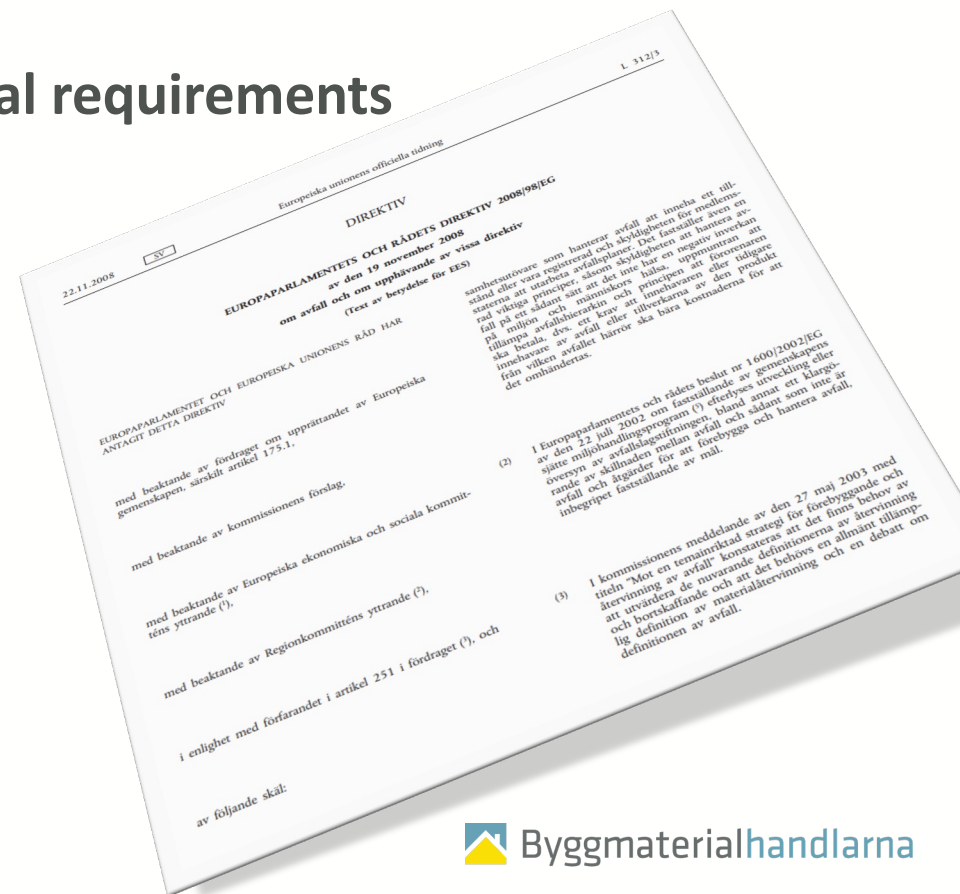 al requirements
22.11.2008
SV
Europeiska unionens officiella tidning
L 312/3
DIREKTIV
EUROPAPARLAMENTETS OCH RÅDETS DIREKTIV 2008/98/EG
av den 19 november 2008
om avfall och om upphävande av vissa direktiv
(Text av betydelse för EES)
EUROPAPARLAMENTET OCH EUROPEISKA UNIONENS RÅD HAR
ANTAGIT DETTA DIREKTIV
med beaktande av fördraget om upprättandet av Europeiska
gemenskapen, särskilt artikel 175.1,
med beaktande av kommissionens förslag,
med beaktande av Europeiska ekonomiska och sociala kommit-
téns yttrande (¹),
med beaktande av Regionkommitténs yttrande (²),
i enlighet med förfarandet i artikel 251 i fördraget (³), och
av följande skäl:
samhetsutövare som hanterar avfall att inneha ett till-
stånd eller vara registrerad och skyldigheten för medlems-
staterna att utarbeta avfallsplaner. Det fastställer även en
rad viktiga principer, såsom skyldigheten att hantera av-
fall på ett sådant sätt att det inte har en negativ inverkan
på miljön och människors hälsa, uppmuntran att
tillämpa avfallshierarkin och principen att förorenaren
ska betala, dvs. ett krav att innehavaren eller tidigare
innehavare av avfall eller tillverkarna av den produkt
från vilken avfallet härrör ska bära kostnaderna för att
det omhändertas.
(2) I Europaparlamentets och rådets beslut nr 1600/2002/EG
av den 22 juli 2002 om fastställande av gemenskapens
sjätte miljöhandlingsprogram (⁴) efterlyses utveckling eller
översyn av avfallslagstiftningen, bland annat ett klargö-
rande av skillnaden mellan avfall och sådant som inte är
avfall och åtgärder för att förebygga och hantera avfall,
inbegripet fastställande av mål.
(3) I kommissionens meddelande av den 27 maj 2003 med
titeln "Mot en temainriktad strategi för förebyggande och
återvinning av avfall" konstateras att det finns behov av
att utvärdera de nuvarande definitionerna av återvinning
och bortskaffande och att det behövs en allmänt tillämp-
lig definition av materialåtervinning och en debatt om
definitionen av avfall.
Byggmaterialhandlarna